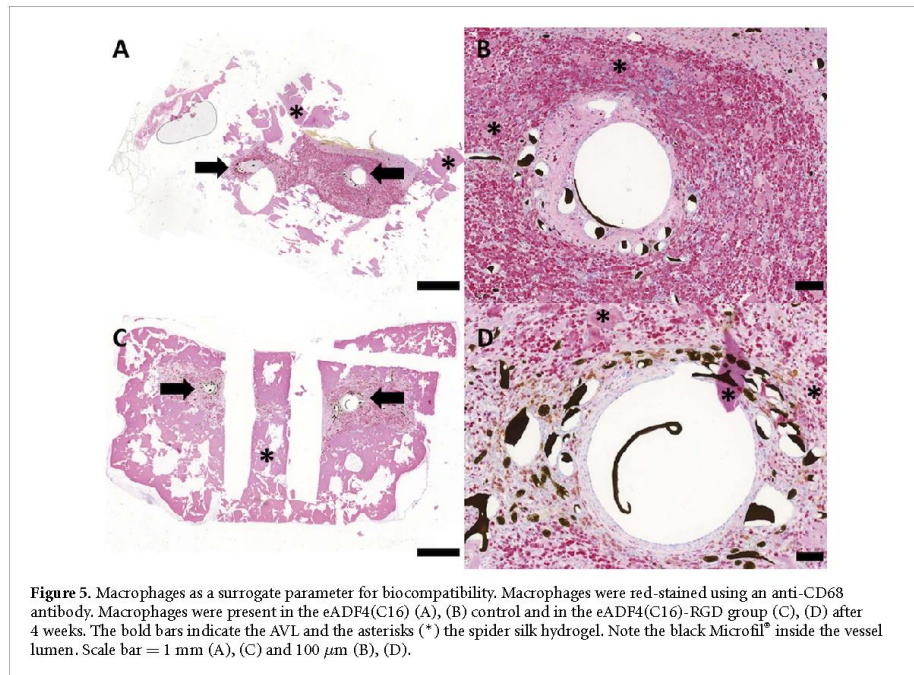 A
*
*
B
*
*
C
*
D
*
*
*
Figure 5. Macrophages as a surrogate parameter for biocompatibility. Macrophages were red-stained using an anti-CD68
antibody. Macrophages were present in the eADF4(C16) (A), (B) control and in the eADF4(C16)-RGD group (C), (D) after
4 weeks. The bold bars indicate the AVL and the asterisks (*) the spider silk hydrogel. Note the black Microfil® inside the vessel
lumen. Scale bar = 1 mm (A), (C) and 100 μm (B), (D).